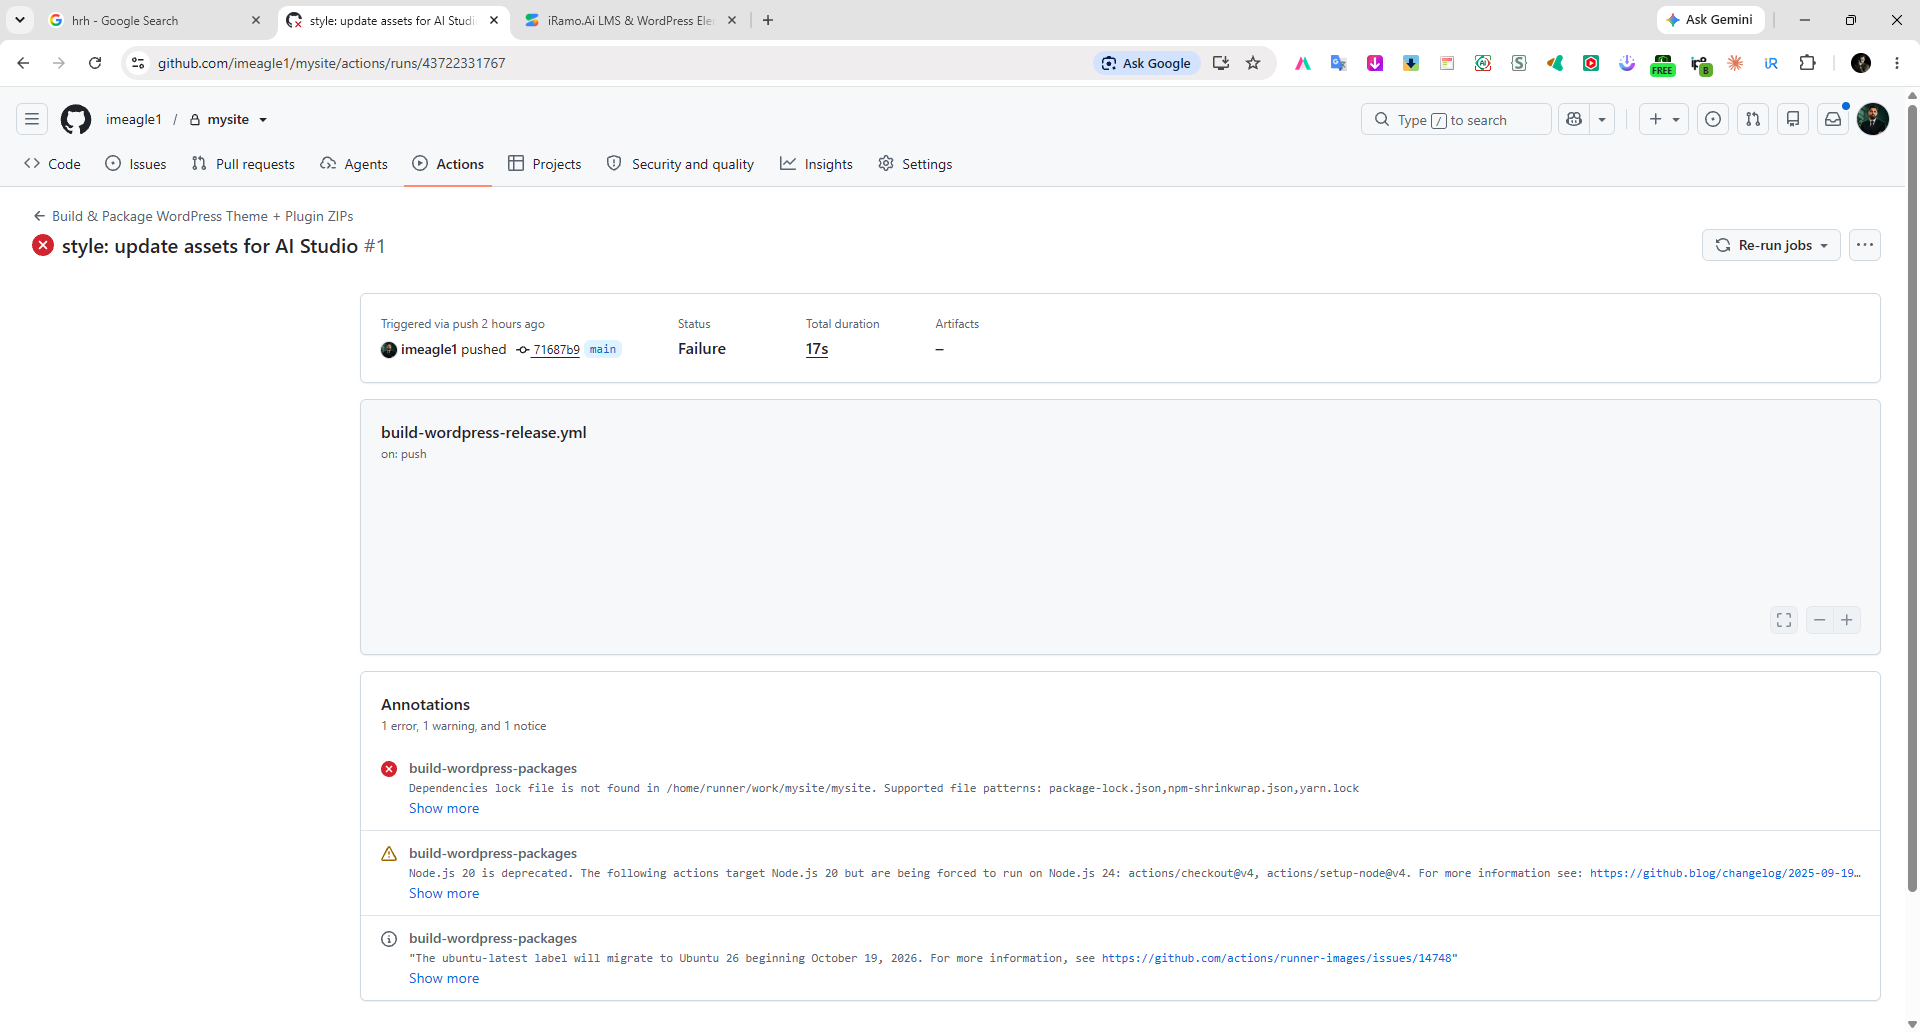 hrh - Google Search
style: update assets for AI Studi
iRamo.Ai LMS & WordPress Ele
Ask Gemini
github.com/imeagle1/mysite/actions/runs/43722331767
Ask Google
FREE
B
iR
imeagle1 / mysite
Type / to search
Code
Issues
Pull requests
Agents
Actions
Projects
Security and quality
Insights
Settings
Build & Package WordPress Theme + Plugin ZIPs
style: update assets for AI Studio #1
Re-run jobs
Triggered via push 2 hours ago
imeagle1 pushed 71687b9 main
Status
Failure
Total duration
17s
Artifacts
–
build-wordpress-release.yml
on: push
Annotations
1 error, 1 warning, and 1 notice
build-wordpress-packages
Dependencies lock file is not found in /home/runner/work/mysite/mysite. Supported file patterns: package-lock.json,npm-shrinkwrap.json,yarn.lock
Show more
build-wordpress-packages
Node.js 20 is deprecated. The following actions target Node.js 20 but are being forced to run on Node.js 24: actions/checkout@v4, actions/setup-node@v4. For more information see: https://github.blog/changelog/2025-09-19…
Show more
build-wordpress-packages
"The ubuntu-latest label will migrate to Ubuntu 26 beginning October 19, 2026. For more information, see https://github.com/actions/runner-images/issues/14748"
Show more